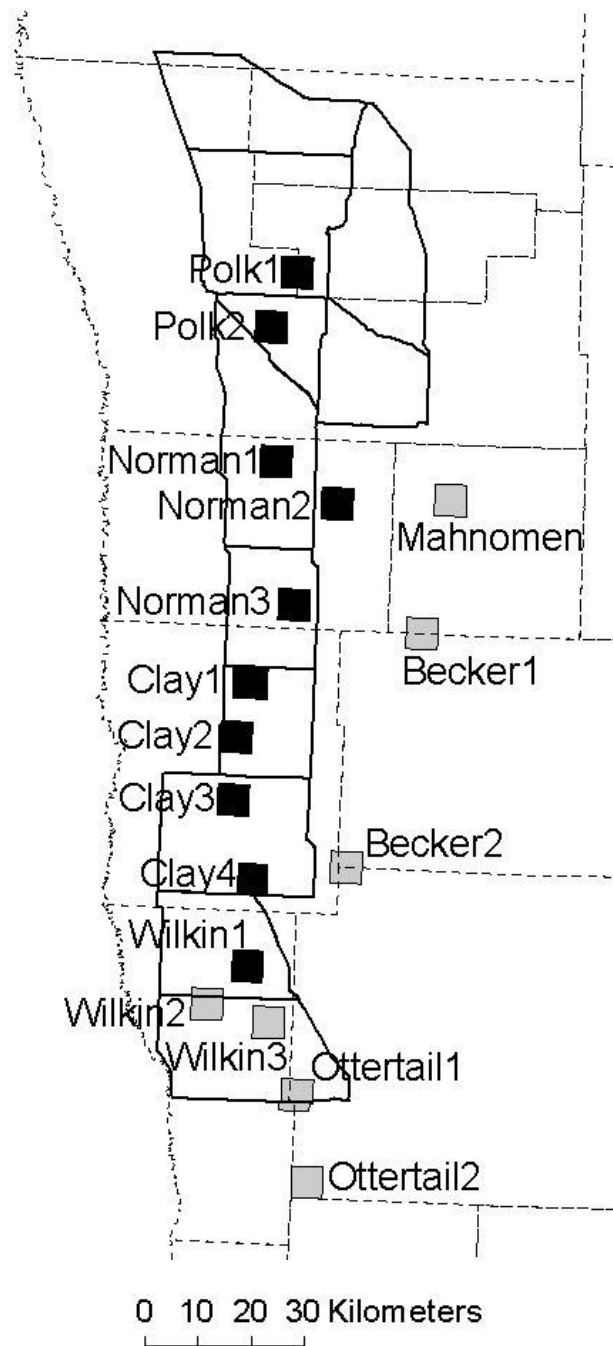 Polk1
Polk2
Norman1
Norman2
Mahnomen
Norman3
Becker1
Clay1
Clay2
Clay3
Becker2
Clay4
Wilkin1
Wilkin2
Wilkin3
Ottertail1
Ottertail2
0 10 20 30 Kilometers